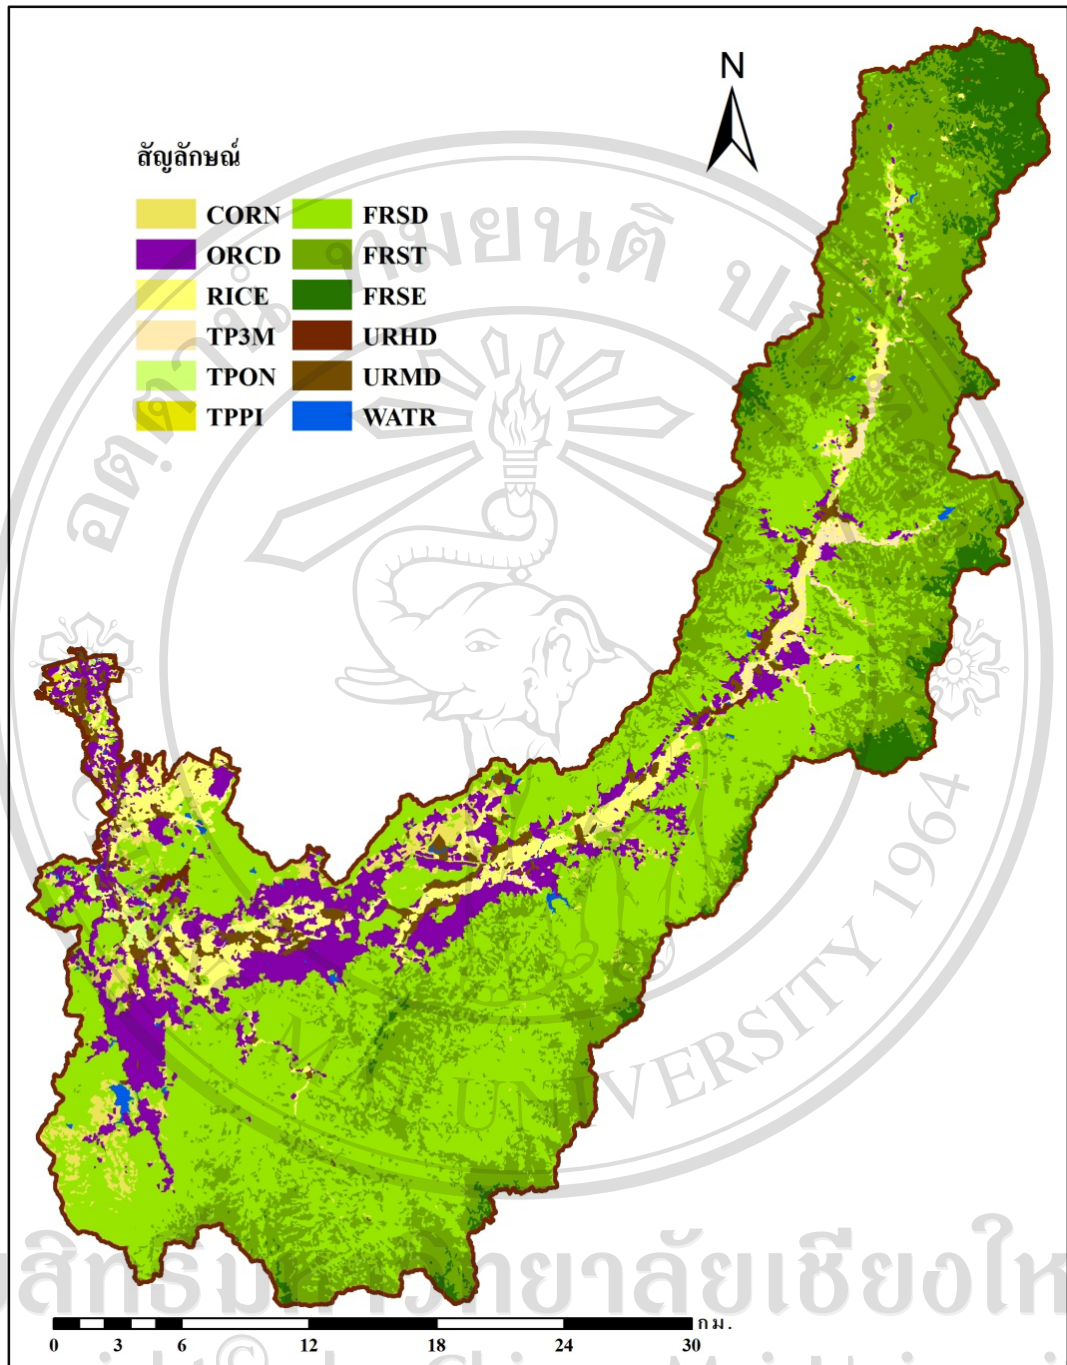 N
สัญลักษณ์
CORN FRSD
ORCD FRST
RICE FRSE
TP3M URHD
TPON URMD
TPPI WATR
UNIVERSITY 1964
กม.
0 3 6 12 18 24 30